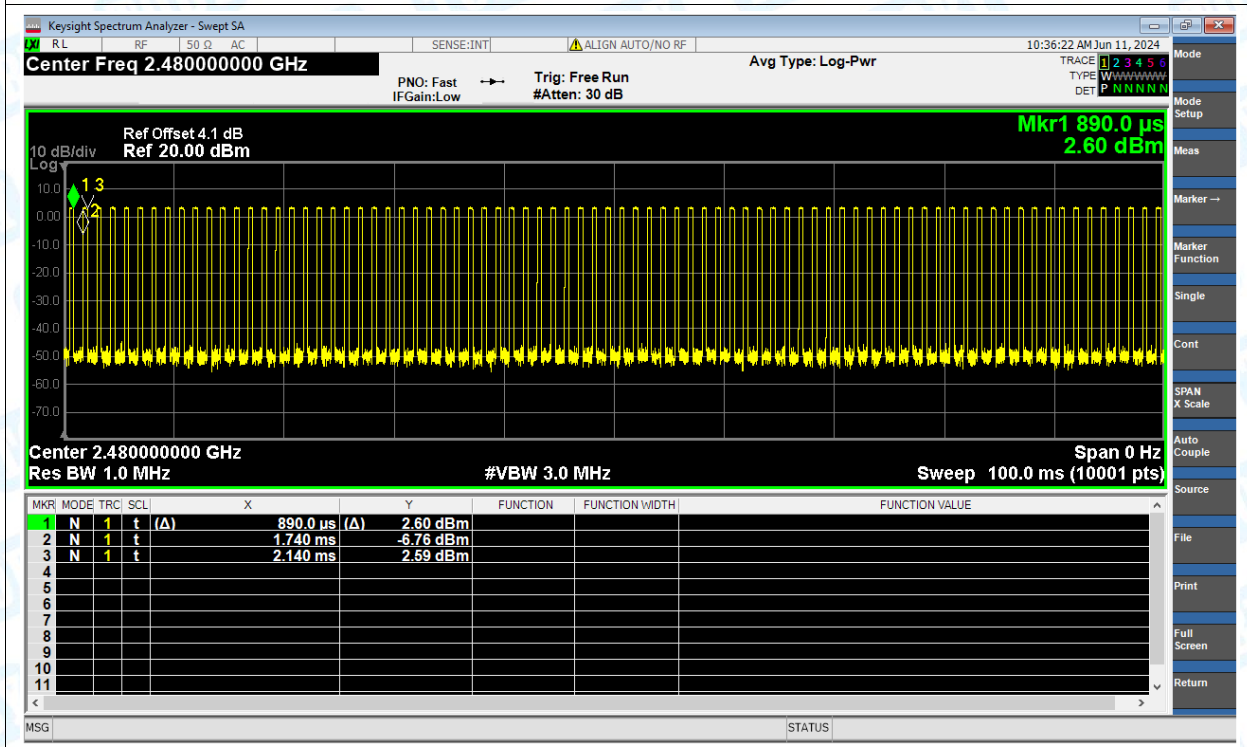 Keysight Spectrum Analyzer - Swept SA
LXI RL RF 50 Ω AC SENSE:INT ALIGN AUTO/NO RF 10:36:22 AM Jun 11, 2024
Center Freq 2.480000000 GHz
PNO: Fast
IFGain:Low
Trig: Free Run
#Atten: 30 dB
Avg Type: Log-Pwr
TRACE 1 2 3 4 5 6
TYPE WWWWWW
DET P N N N N N
Ref Offset 4.1 dB
Ref 20.00 dBm
10 dB/div
Log
Mkr1 890.0 µs
2.60 dBm
1 3
2
10.0
0.00
-10.0
-20.0
-30.0
-40.0
-50.0
-60.0
-70.0
Center 2.480000000 GHz Span 0 Hz
Res BW 1.0 MHz #VBW 3.0 MHz Sweep 100.0 ms (10001 pts)
MKR MODE TRC SCL X Y FUNCTION FUNCTION WIDTH FUNCTION VALUE
1 N 1 t (Δ) 890.0 µs (Δ) 2.60 dBm
2 N 1 t 1.740 ms -6.76 dBm
3 N 1 t 2.140 ms 2.59 dBm
4
5
6
7
8
9
10
11
MSG STATUS
Mode
Mode
Setup
Meas
Marker →
Marker
Function
Single
Cont
SPAN
X Scale
Auto
Couple
Source
File
Print
Full
Screen
Return